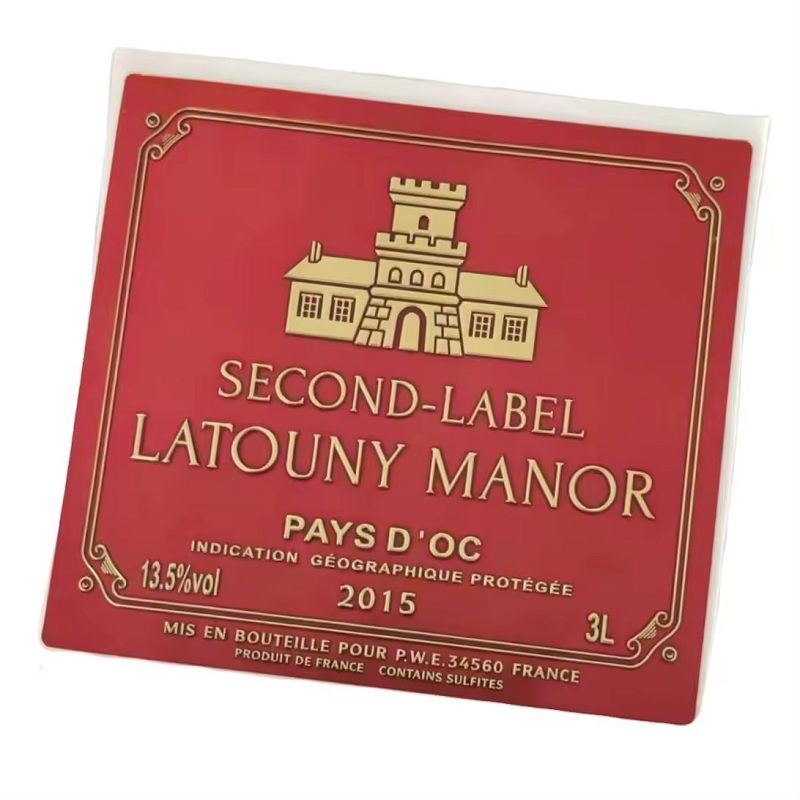 SECOND-LABEL
LATOUNY MANOR
PAYS D'OC
INDICATION GÉOGRAPHIQUE PROTÉGÉE
13.5%vol
2015
3L
MIS EN BOUTEILLE POUR P.W.E.34560 FRANCE
PRODUIT DE FRANCE CONTAINS SULFITES